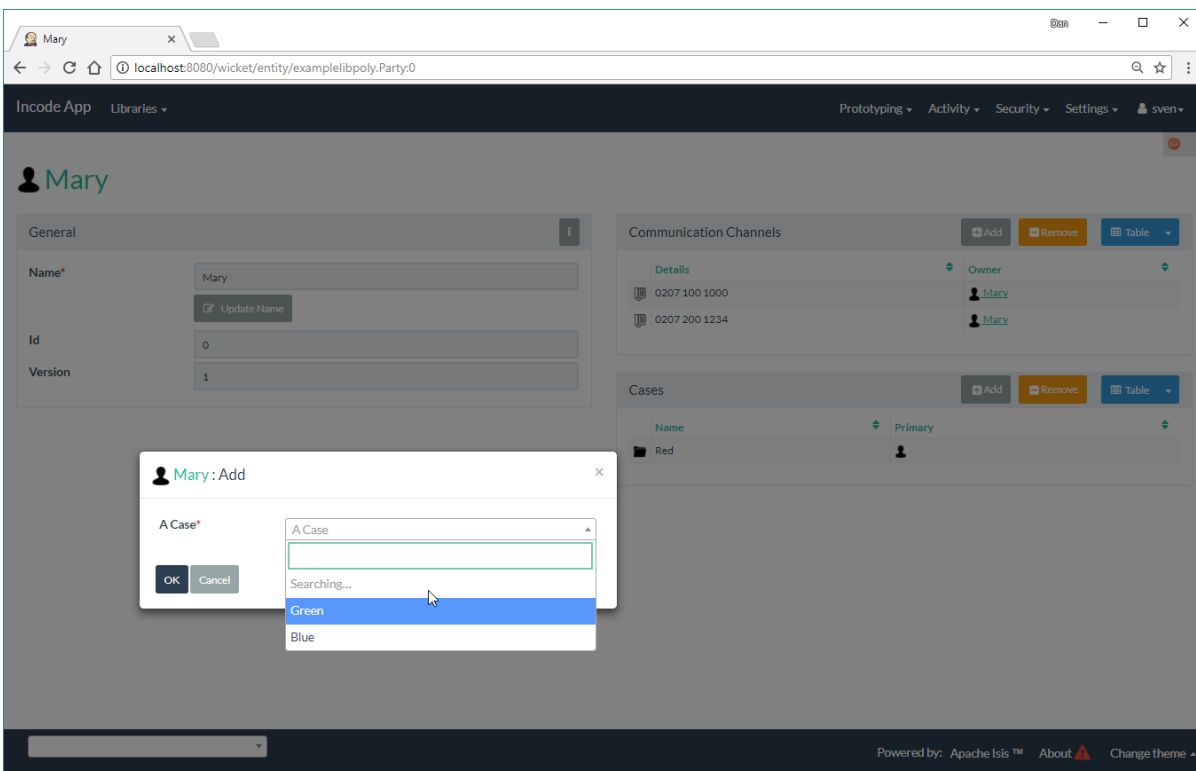 Dan
Mary
localhost:8080/wicket/entity/examplelibpoly.Party:0
Incode App Libraries Prototyping Activity Security Settings sven
Mary
General
Name*
Mary
Update Name
Id
0
Version
1
Communication Channels Add Remove Table
Details Owner
0207 100 1000 Mary
0207 200 1234 Mary
Cases Add Remove Table
Name Primary
Red
Mary : Add
A Case*
A Case
Searching...
Green
Blue
OK Cancel
Powered by: Apache Isis ™ About Change theme